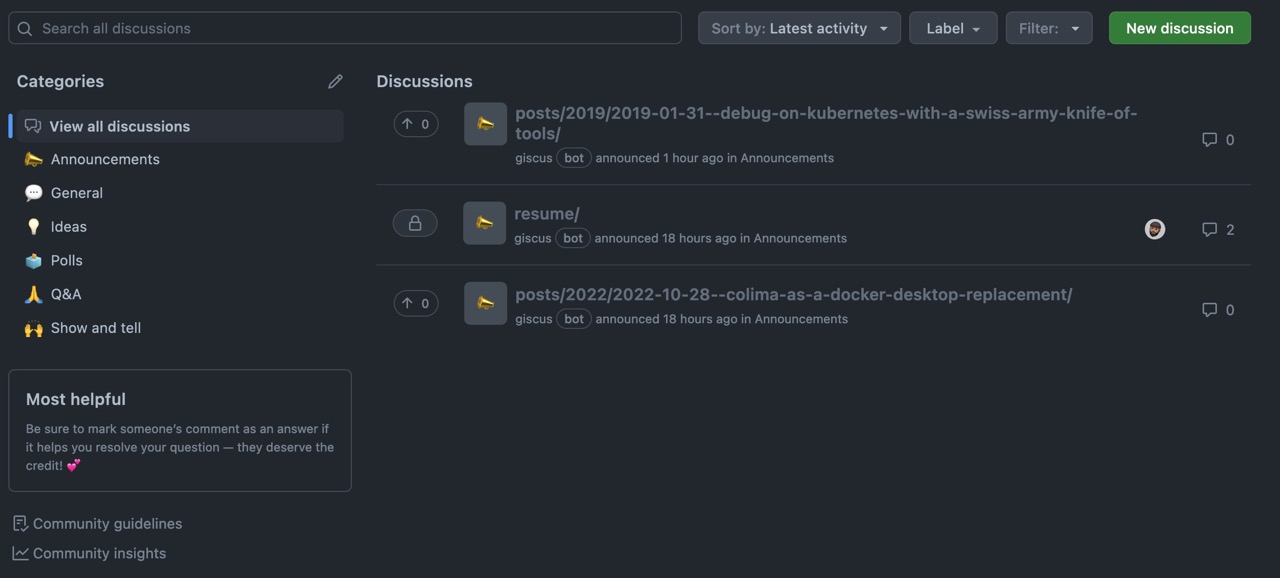 Search all discussions
Sort by: Latest activity
Label
Filter:
New discussion
Categories
View all discussions
Announcements
General
Ideas
Polls
Q&A
Show and tell
Most helpful
Be sure to mark someone's comment as an answer if
it helps you resolve your question — they deserve the
credit! 💕
Community guidelines
Community insights
Discussions
0
posts/2019/2019-01-31--debug-on-kubernetes-with-a-swiss-army-knife-of-
tools/
giscus bot announced 1 hour ago in Announcements
0
resume/
giscus bot announced 18 hours ago in Announcements
2
0
posts/2022/2022-10-28--colima-as-a-docker-desktop-replacement/
giscus bot announced 18 hours ago in Announcements
0